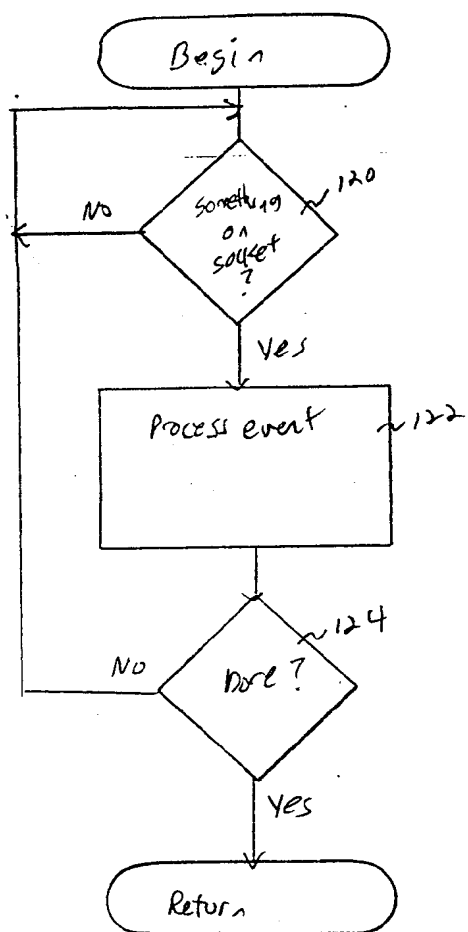 Begin
120
NO
Something
on
socket
?
Yes
Process event
122
124
No
Done ?
Yes
Return